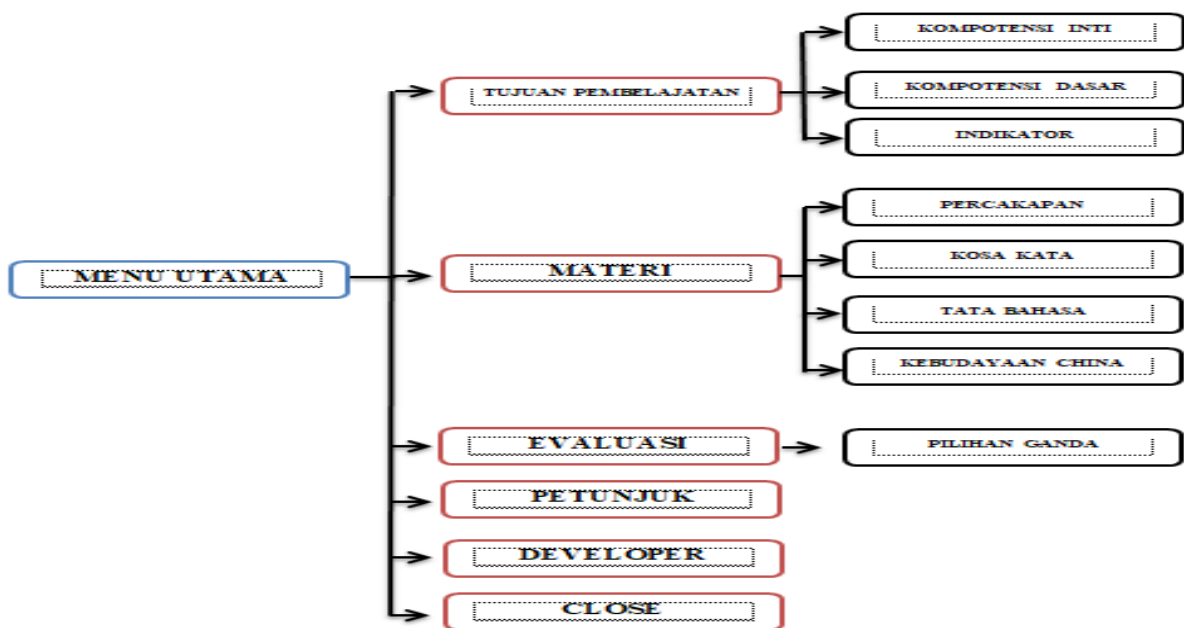 MENU UTAMA
TUJUAN PEMBELAJATAN
KOMPOTENSI INTI
KOMPOTENSI DASAR
INDIKATOR
MATERI
PERCAKAPAN
KOSA KATA
TATA BAHASA
KEBUDAYAAN CHINA
EVALUASI
PILIHAN GANDA
PETUNJUK
DEVELOPER
CLOSE